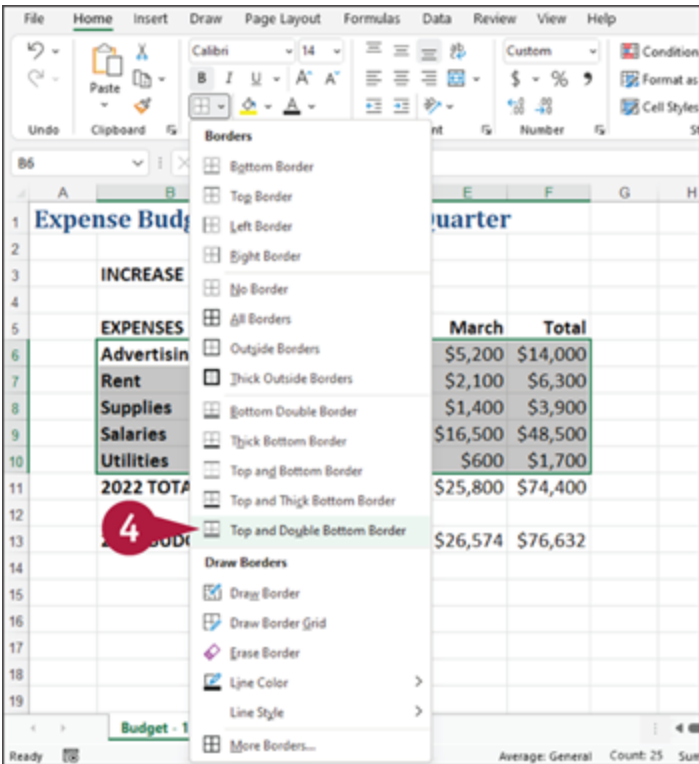 File Home Insert Draw Page Layout Formulas Data Review View Help
Calibri 14 Custom Condition
Paste B I U A A $ % Format as
A Cell Styles
Undo Clipboard nt Number
Borders
B6
Bottom Border
Top Border
Left Border
Right Border
No Border
All Borders
Outside Borders
Thick Outside Borders
Bottom Double Border
Thick Bottom Border
Top and Bottom Border
Top and Thick Bottom Border
Top and Double Bottom Border
Draw Borders
Draw Border
Draw Border Grid
Erase Border
Line Color
Line Style
More Borders...
A B E F G H
1 Expense Budg uarter
2
3 INCREASE
4
5 EXPENSES March Total
6 Advertisin $5,200 $14,000
7 Rent $2,100 $6,300
8 Supplies $1,400 $3,900
9 Salaries $16,500 $48,500
10 Utilities $600 $1,700
11 2022 TOTA $25,800 $74,400
12
4
13 BUDG $26,574 $76,632
14
15
16
17
18
19
Budget - 1
Ready Average: General Count: 25 Sum